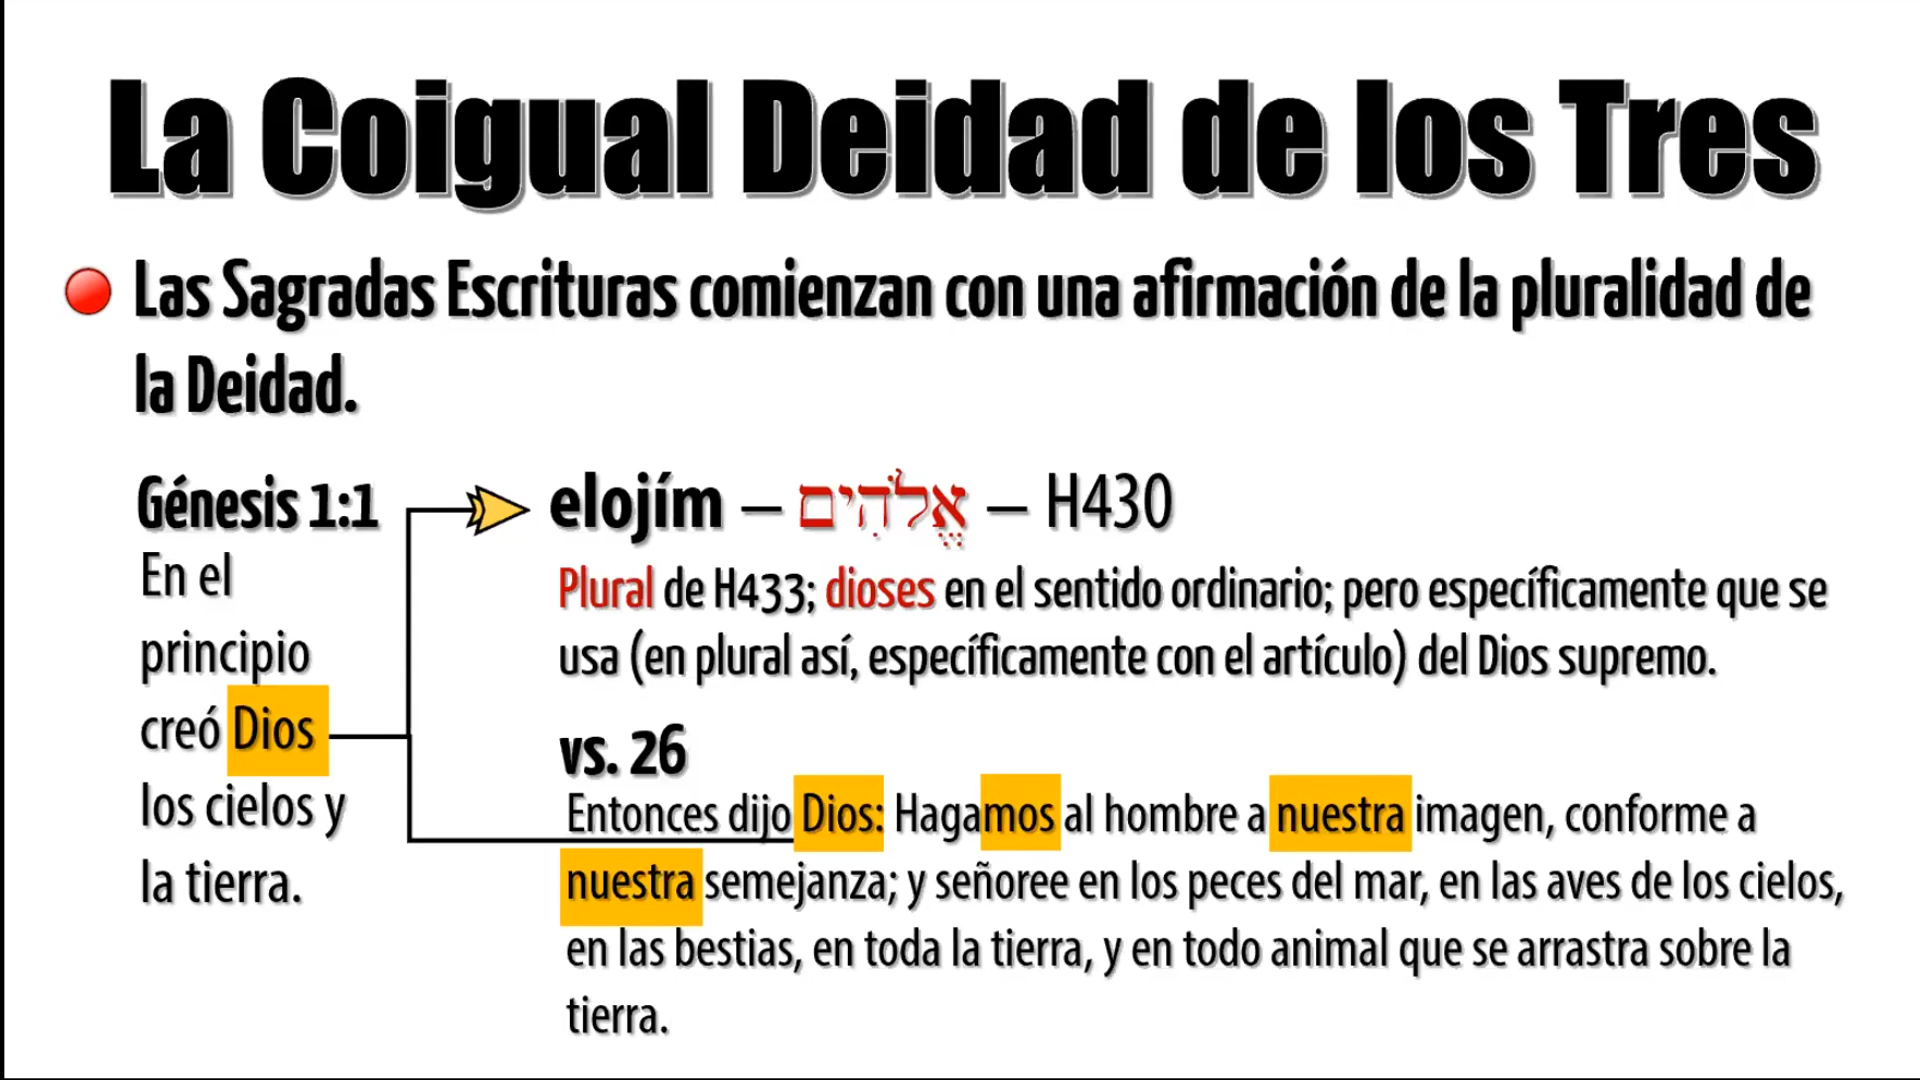 La Coigual Deidad de los Tres
Las Sagradas Escrituras comienzan con una afirmación de la pluralidad de
la Deidad.
Génesis 1:1
En el
principio
creó Dios
los cielos y
la tierra.
elojím – אֱלֹהִים – H430
Plural de H433; dioses en el sentido ordinario; pero específicamente que se
usa (en plural así, específicamente con el artículo) del Dios supremo.
vs. 26
Entonces dijo Dios: Hagamos al hombre a nuestra imagen, conforme a
nuestra semejanza; y señoree en los peces del mar, en las aves de los cielos,
en las bestias, en toda la tierra, y en todo animal que se arrastra sobre la
tierra.